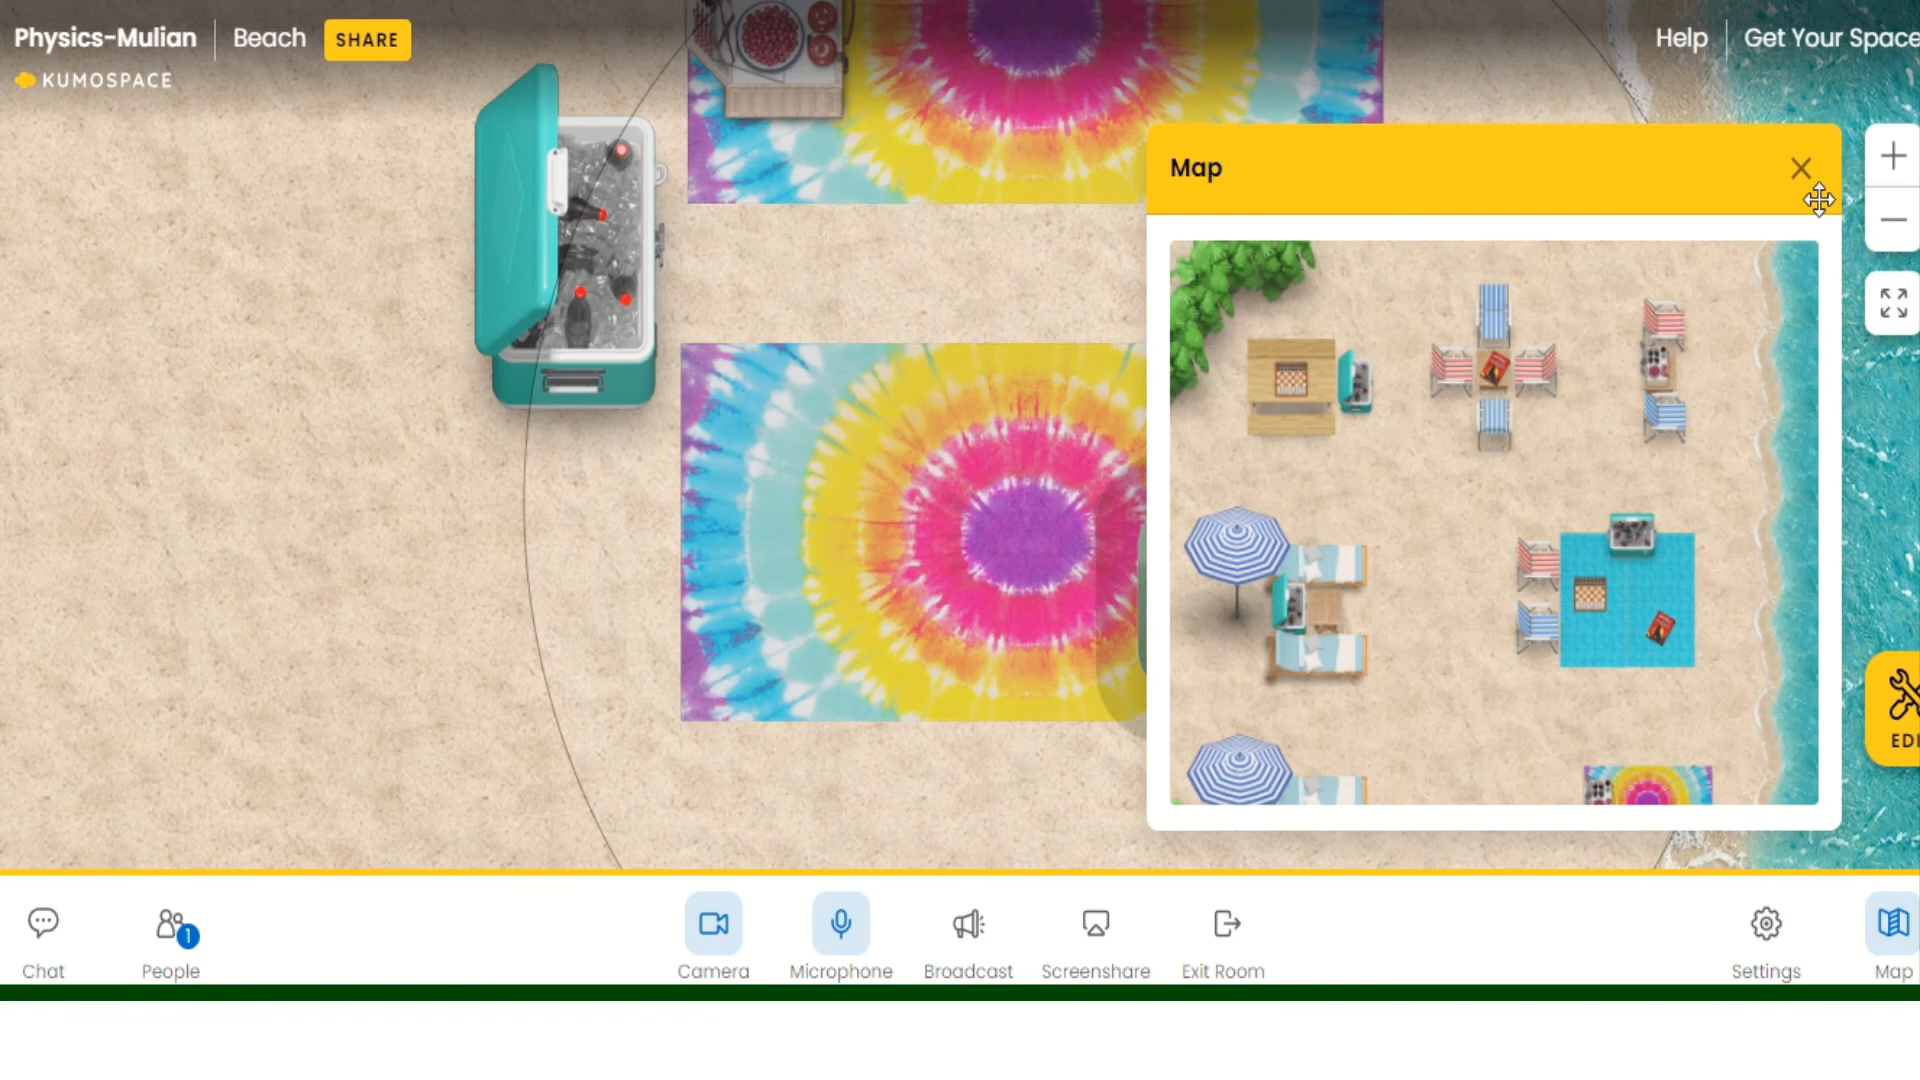 Physics-Mulian
Beach
SHARE
KUMOSPACE
Help
Get Your Space
Map
EDI
1
Chat
People
Camera
Microphone
Broadcast
Screenshare
Exit Room
Settings
Map